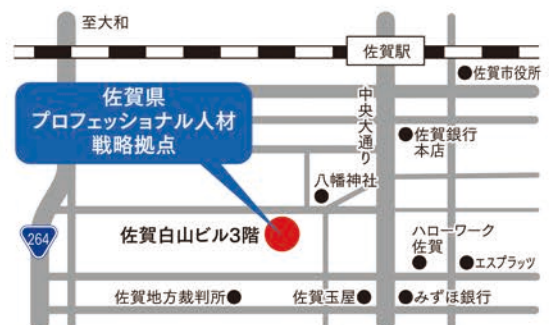 至大和
佐賀駅
佐賀市役所
佐賀県
プロフェッショナル人材
戦略拠点
中央大通り
佐賀銀行
本店
八幡神社
264
佐賀白山ビル3階
ハローワーク
佐賀
エスプラッツ
佐賀地方裁判所
佐賀玉屋
みずほ銀行